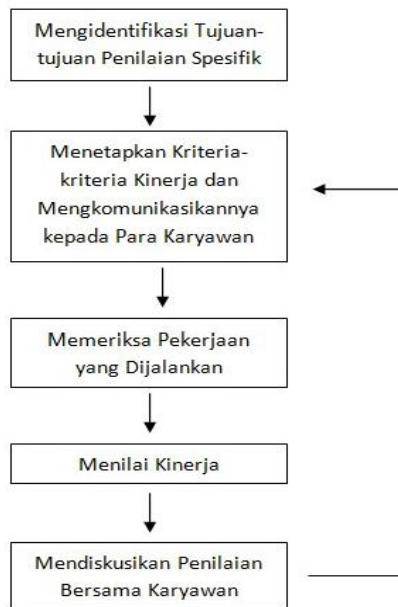 Mengidentifikasi Tujuan-
tujuan Penilaian Spesifik
Menetapkan Kriteria-
kriteria Kinerja dan
Mengkomunikasikannya
kepada Para Karyawan
Memeriksa Pekerjaan
yang Dijalankan
Menilai Kinerja
Mendiskusikan Penilaian
Bersama Karyawan